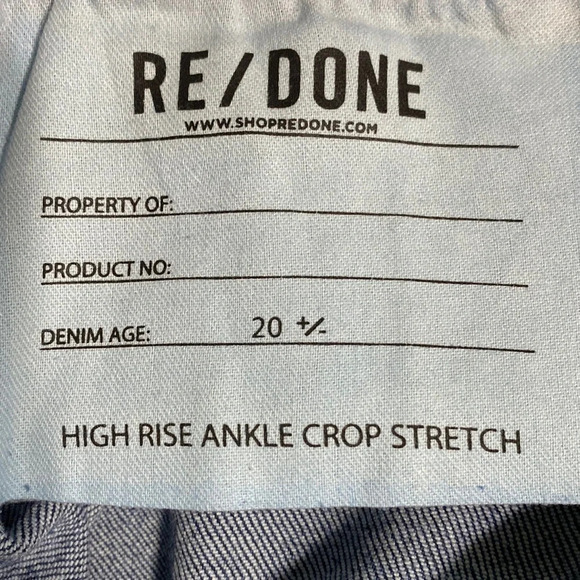 RE/DONE
WWW.SHOPREDONE.COM
PROPERTY OF:
PRODUCT NO:
DENIM AGE: 20 +/-
HIGH RISE ANKLE CROP STRETCH